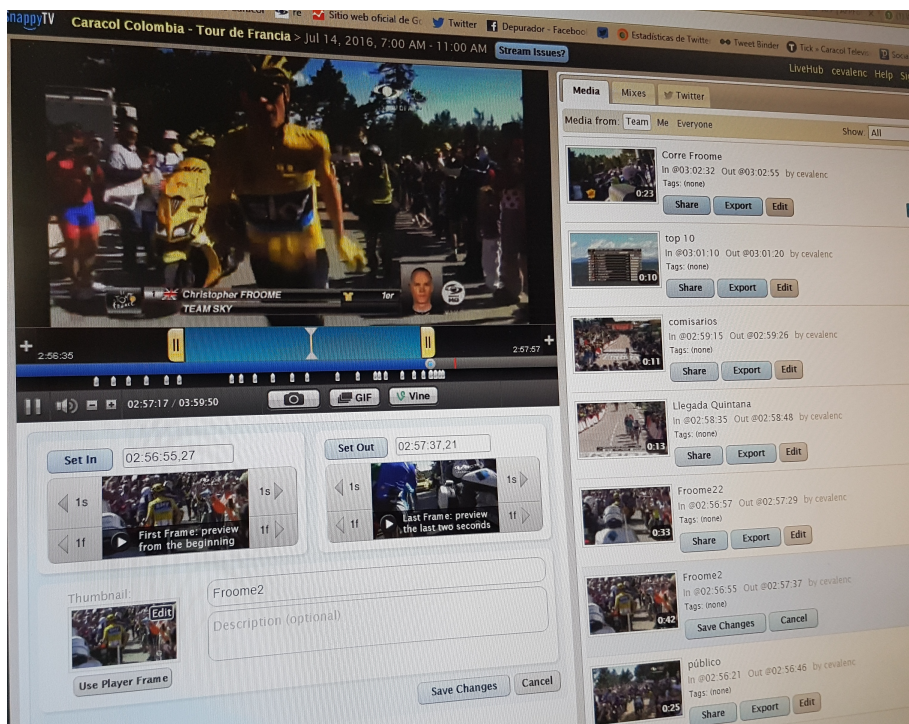 SnappyTV
Sitio web oficial de
Twitter
Depurador - Faceboo
Estadísticas de Twitte
Tweet Binder
Tick » Caracol Televi
Socia
Caracol Colombia - Tour de Francia > Jul 14, 2016, 7:00 AM - 11:00 AM
Stream Issues?
LiveHub cevalenc Help
Media
Mixes
Twitter
Media from: Team Me Everyone
Show: All
Corre Froome
In @03:02:32 Out @03:02:55 by cevalenc
Tags: (none)
0:23
Share Export Edit
top 10
In @03:01:10 Out @03:01:20 by cevalenc
Tags: (none)
0:10
Share Export Edit
comisarios
In @02:59:15 Out @02:59:26 by cevalenc
Tags: (none)
0:11
Share Export Edit
Llegada Quintana
In @02:58:35 Out @02:58:48 by cevalenc
Tags: (none)
0:13
Share Export Edit
Froome22
In @02:56:57 Out @02:57:29 by cevalenc
Tags: (none)
0:33
Share Export Edit
Froome2
In @02:56:55 Out @02:57:37 by cevalenc
Tags: (none)
0:42
Save Changes Cancel
público
In @02:56:21 Out @02:56:46 by cevalenc
Tags: (none)
0:25
Share Export Edit
1 Christopher FROOME 1er
TEAM SKY
2:56:35
2:57:57
02:57:17 / 03:59:50
GIF
Vine
Set In 02:56:55,27
Set Out 02:57:37,21
1s 1s
1f 1f
First Frame: preview
from the beginning
1s 1s
1f 1f
Last Frame: preview
the last two seconds
Thumbnail:
Edit
Use Player Frame
Froome2
Description (optional)
Save Changes Cancel